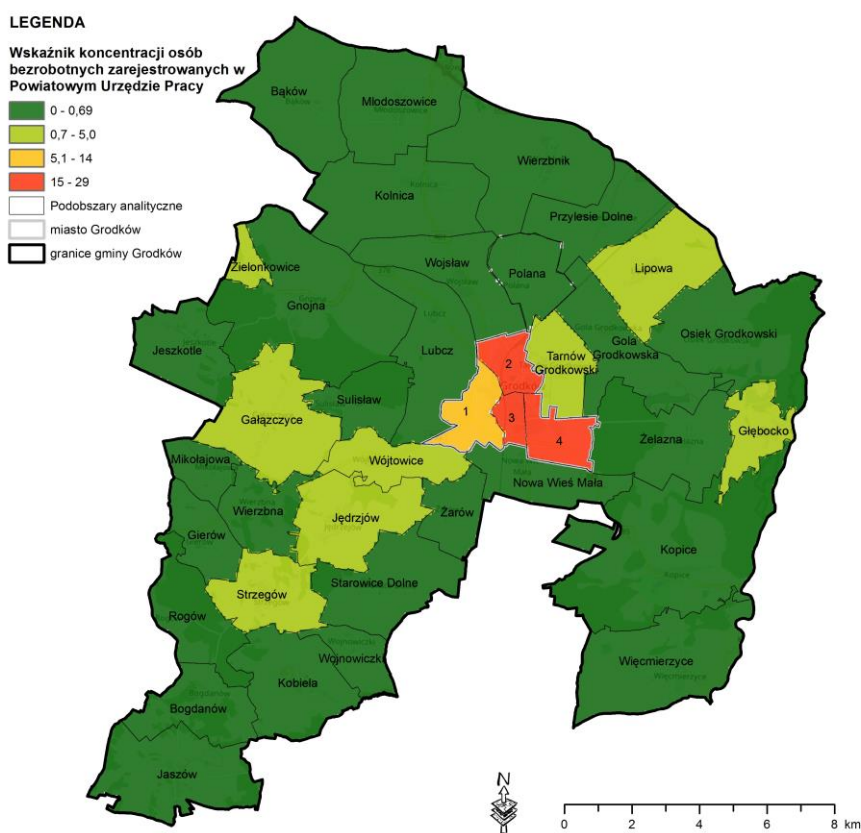 LEGENDA
Wskaźnik koncentracji osób
bezrobotnych zarejestrowanych w
Powiatowym Urzędzie Pracy
0 - 0,69
0,7 - 5,0
5,1 - 14
15 - 29
Podobszary analityczne
miasto Grodków
granice gminy Grodków
Bąków
Młodoszowice
Wierzbnik
Kolnica
Przylesie Dolne
Zielonkowice
Wojsław
Polana
Lipowa
Gnojna
Jeszkotle
Lubcz
Osiek Grodkowski
Gola
Grodkowska
Tarnów
Grodkowski
2
Sulisław
1
3
4
Gałązczyce
Głębocko
Żelazna
Mikołajowa
Wójtowice
Nowa Wieś Mała
Wierzbna
Jędrzjów
Żarów
Gierów
Kopice
Strzegów
Starowice Dolne
Rogów
Wojnowiczki
Więcmierzyce
Kobiela
Bogdanów
Jaszów
N
0 2 4 6 8 km